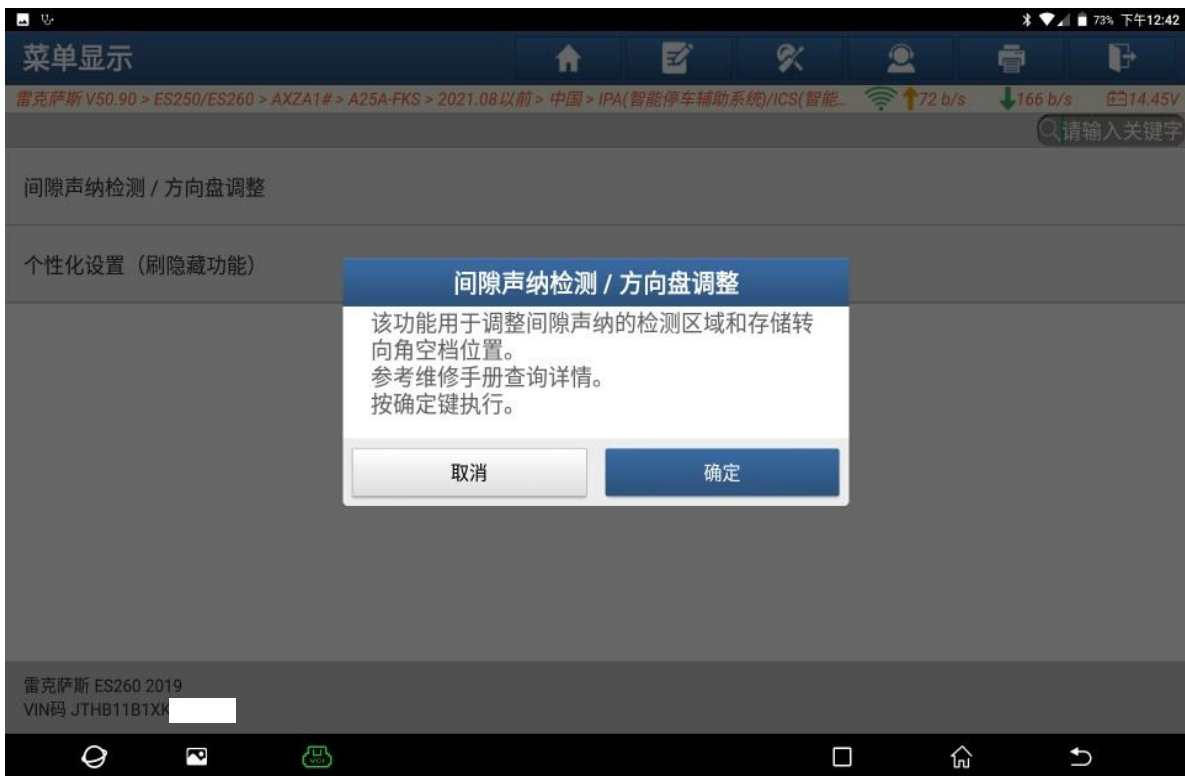 73% 下午12:42
菜单显示
雷克萨斯 V50.90 > ES250/ES260 > AXZA1# > A25A-FKS > 2021.08以前 > 中国 > IPA(智能停车辅助系统)/ICS(智能... 72 b/s 166 b/s 14.45V
请输入关键字
间隙声纳检测 / 方向盘调整
个性化设置（刷隐藏功能）
间隙声纳检测 / 方向盘调整
该功能用于调整间隙声纳的检测区域和存储转
向角空档位置。
参考维修手册查询详情。
按确定键执行。
取消 确定
雷克萨斯 ES260 2019
VIN码 JTHB11B1XK
VCI